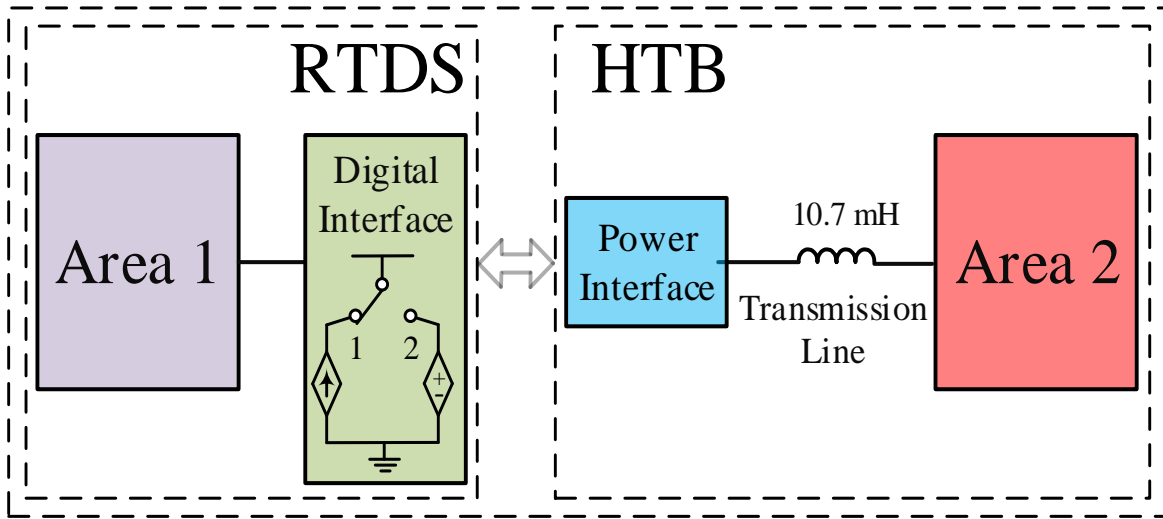 RTDS
HTB
Area 1
Digital
Interface
1
2
+
-
Power
Interface
10.7 mH
Transmission
Line
Area 2